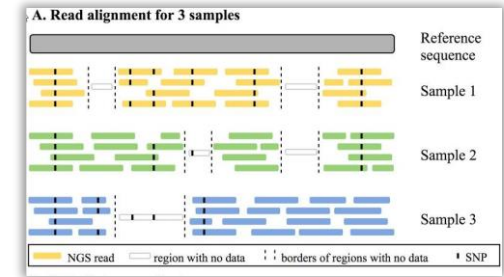 A. Read alignment for 3 samples
Reference
sequence
Sample 1
Sample 2
Sample 3
NGS read
region with no data
borders of regions with no data
SNP